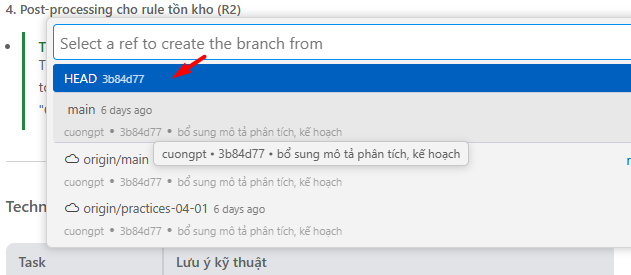 4. Post-processing cho rule tồn kho (R2)
Select a ref to create the branch from
HEAD 3b84d77
main 6 days ago
cuongpt • 3b84d77 • bổ sung mô tả phân tích, kế hoạch
cuongpt • 3b84d77 • bổ sung mô tả phân tích, kế hoạch
origin/main
cuongpt • 3b84d77 • bổ sung mô tả phân tích, kế hoạch
origin/practices-04-01 6 days ago
cuongpt • 3b84d77 • bổ sung mô tả phân tích, kế hoạch
Techn
Task
Lưu ý kỹ thuật